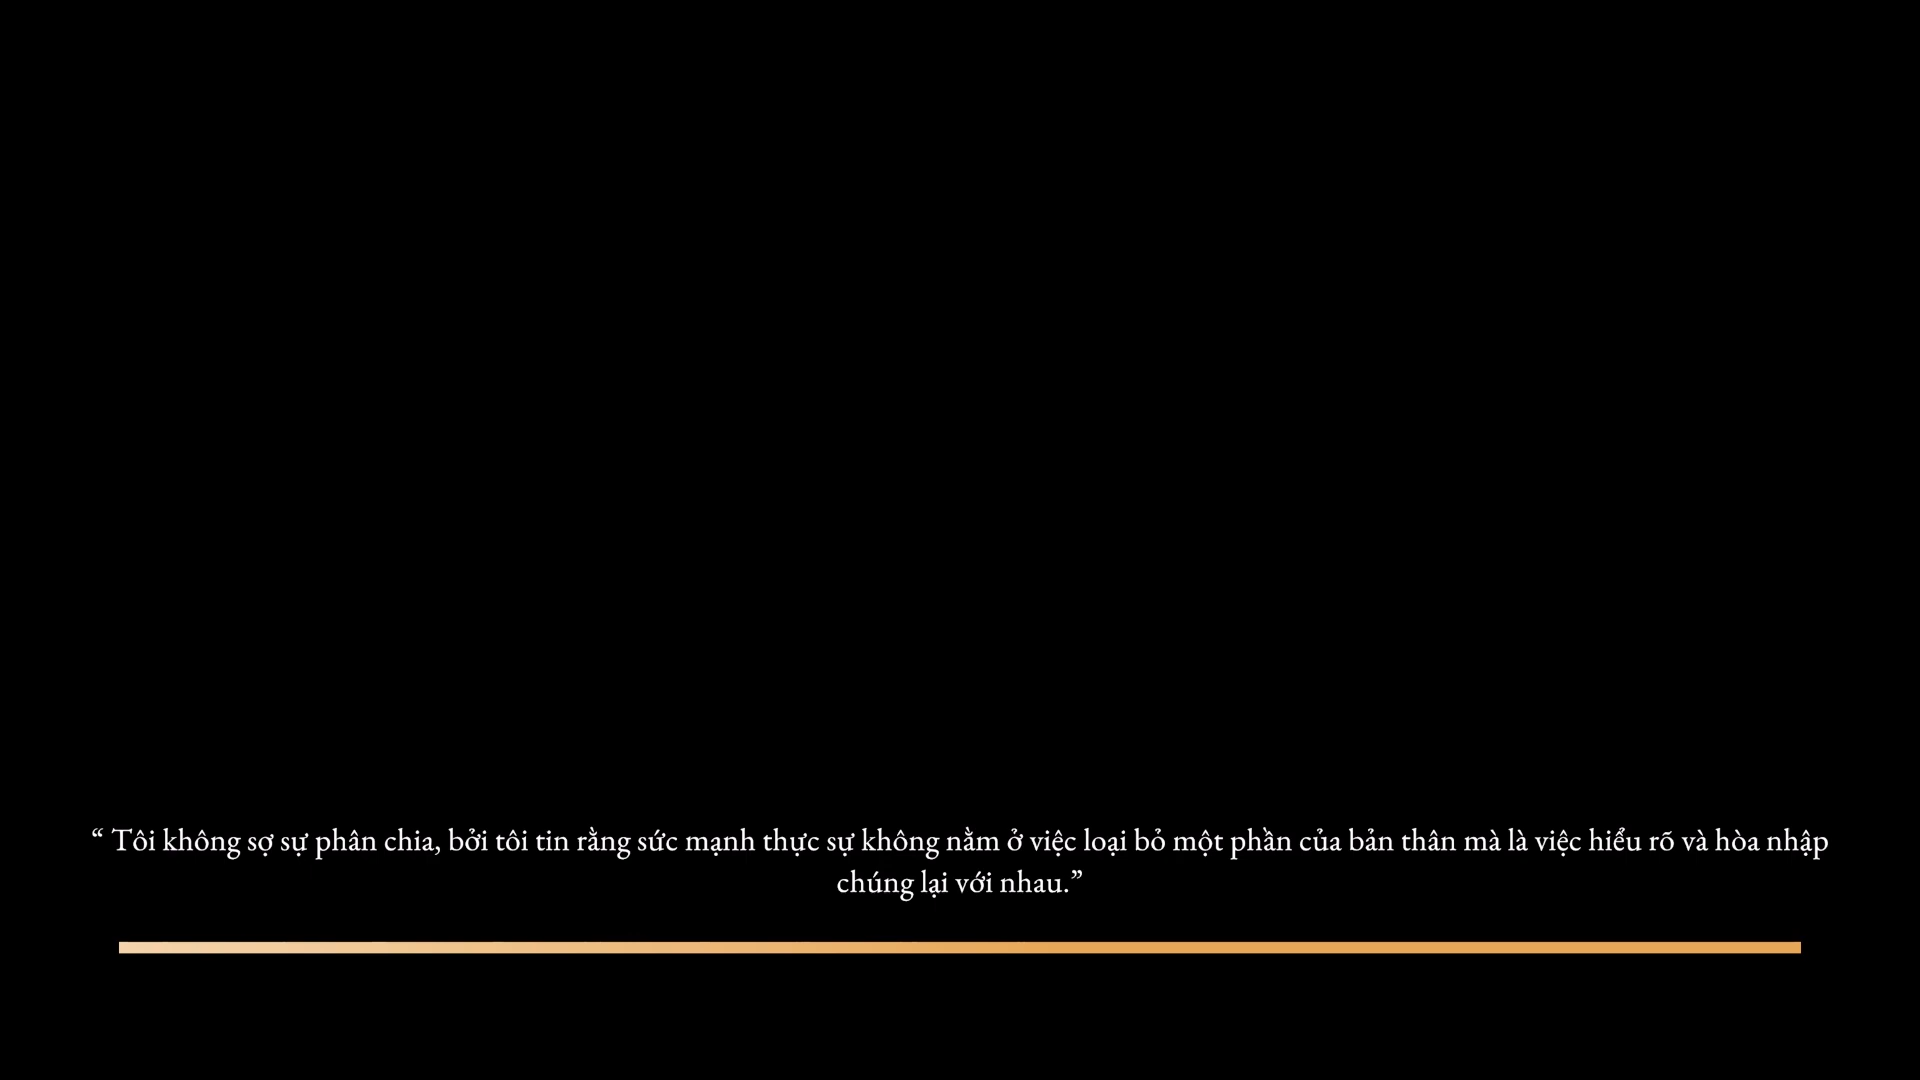 “ Tôi không sợ sự phân chia, bởi tôi tin rằng sức mạnh thực sự không nằm ở việc loại bỏ một phần của bản thân mà là việc hiểu rõ và hòa nhập
chúng lại với nhau.”